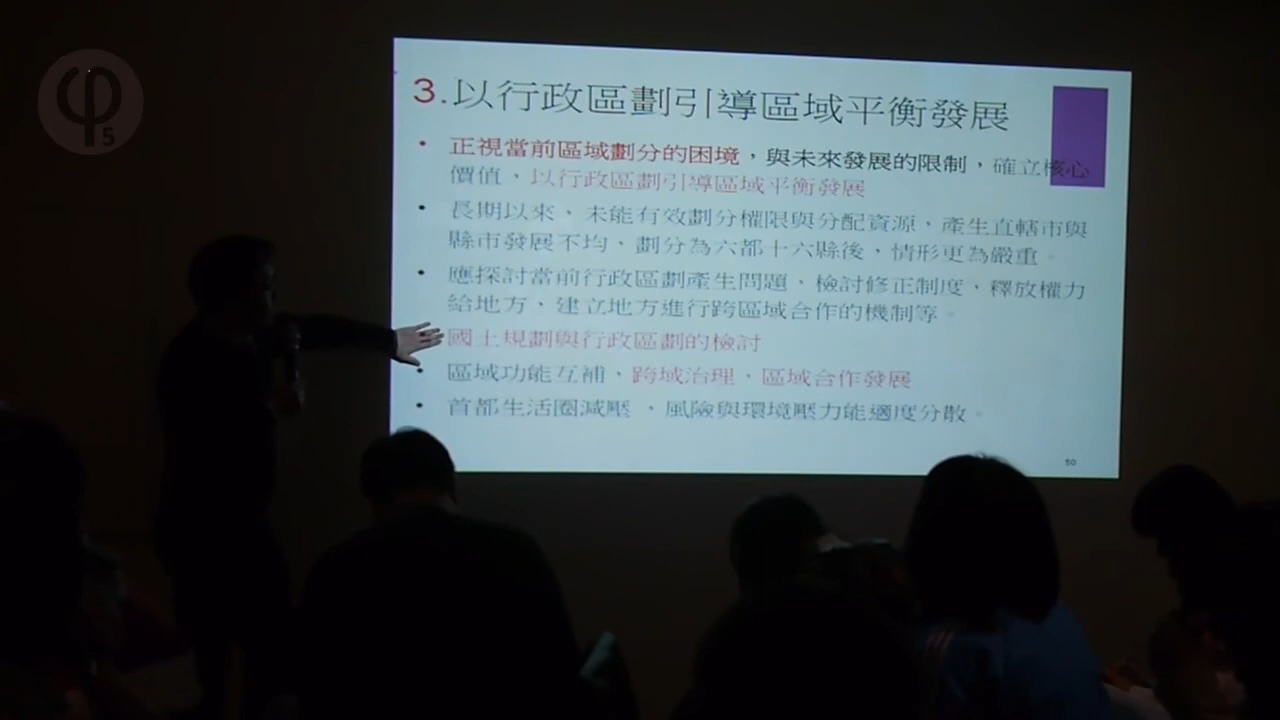 φ5
3.以行政區劃引導區域平衡發展
• 正視當前區域劃分的困境，與未來發展的限制，確立核心
價值，以行政區劃引導區域平衡發展
• 長期以來，未能有效劃分權限與分配資源，產生直轄市與
縣市發展不均，劃分為六都十六縣後，情形更為嚴重。
• 應探討當前行政區劃產生問題，檢討修正制度，釋放權力
給地方，建立地方進行跨區域合作的機制等。
國土規劃與行政區劃的檢討
• 區域功能互補，跨域治理，區域合作發展
• 首都生活圈減壓，風險與環境壓力能適度分散。
50